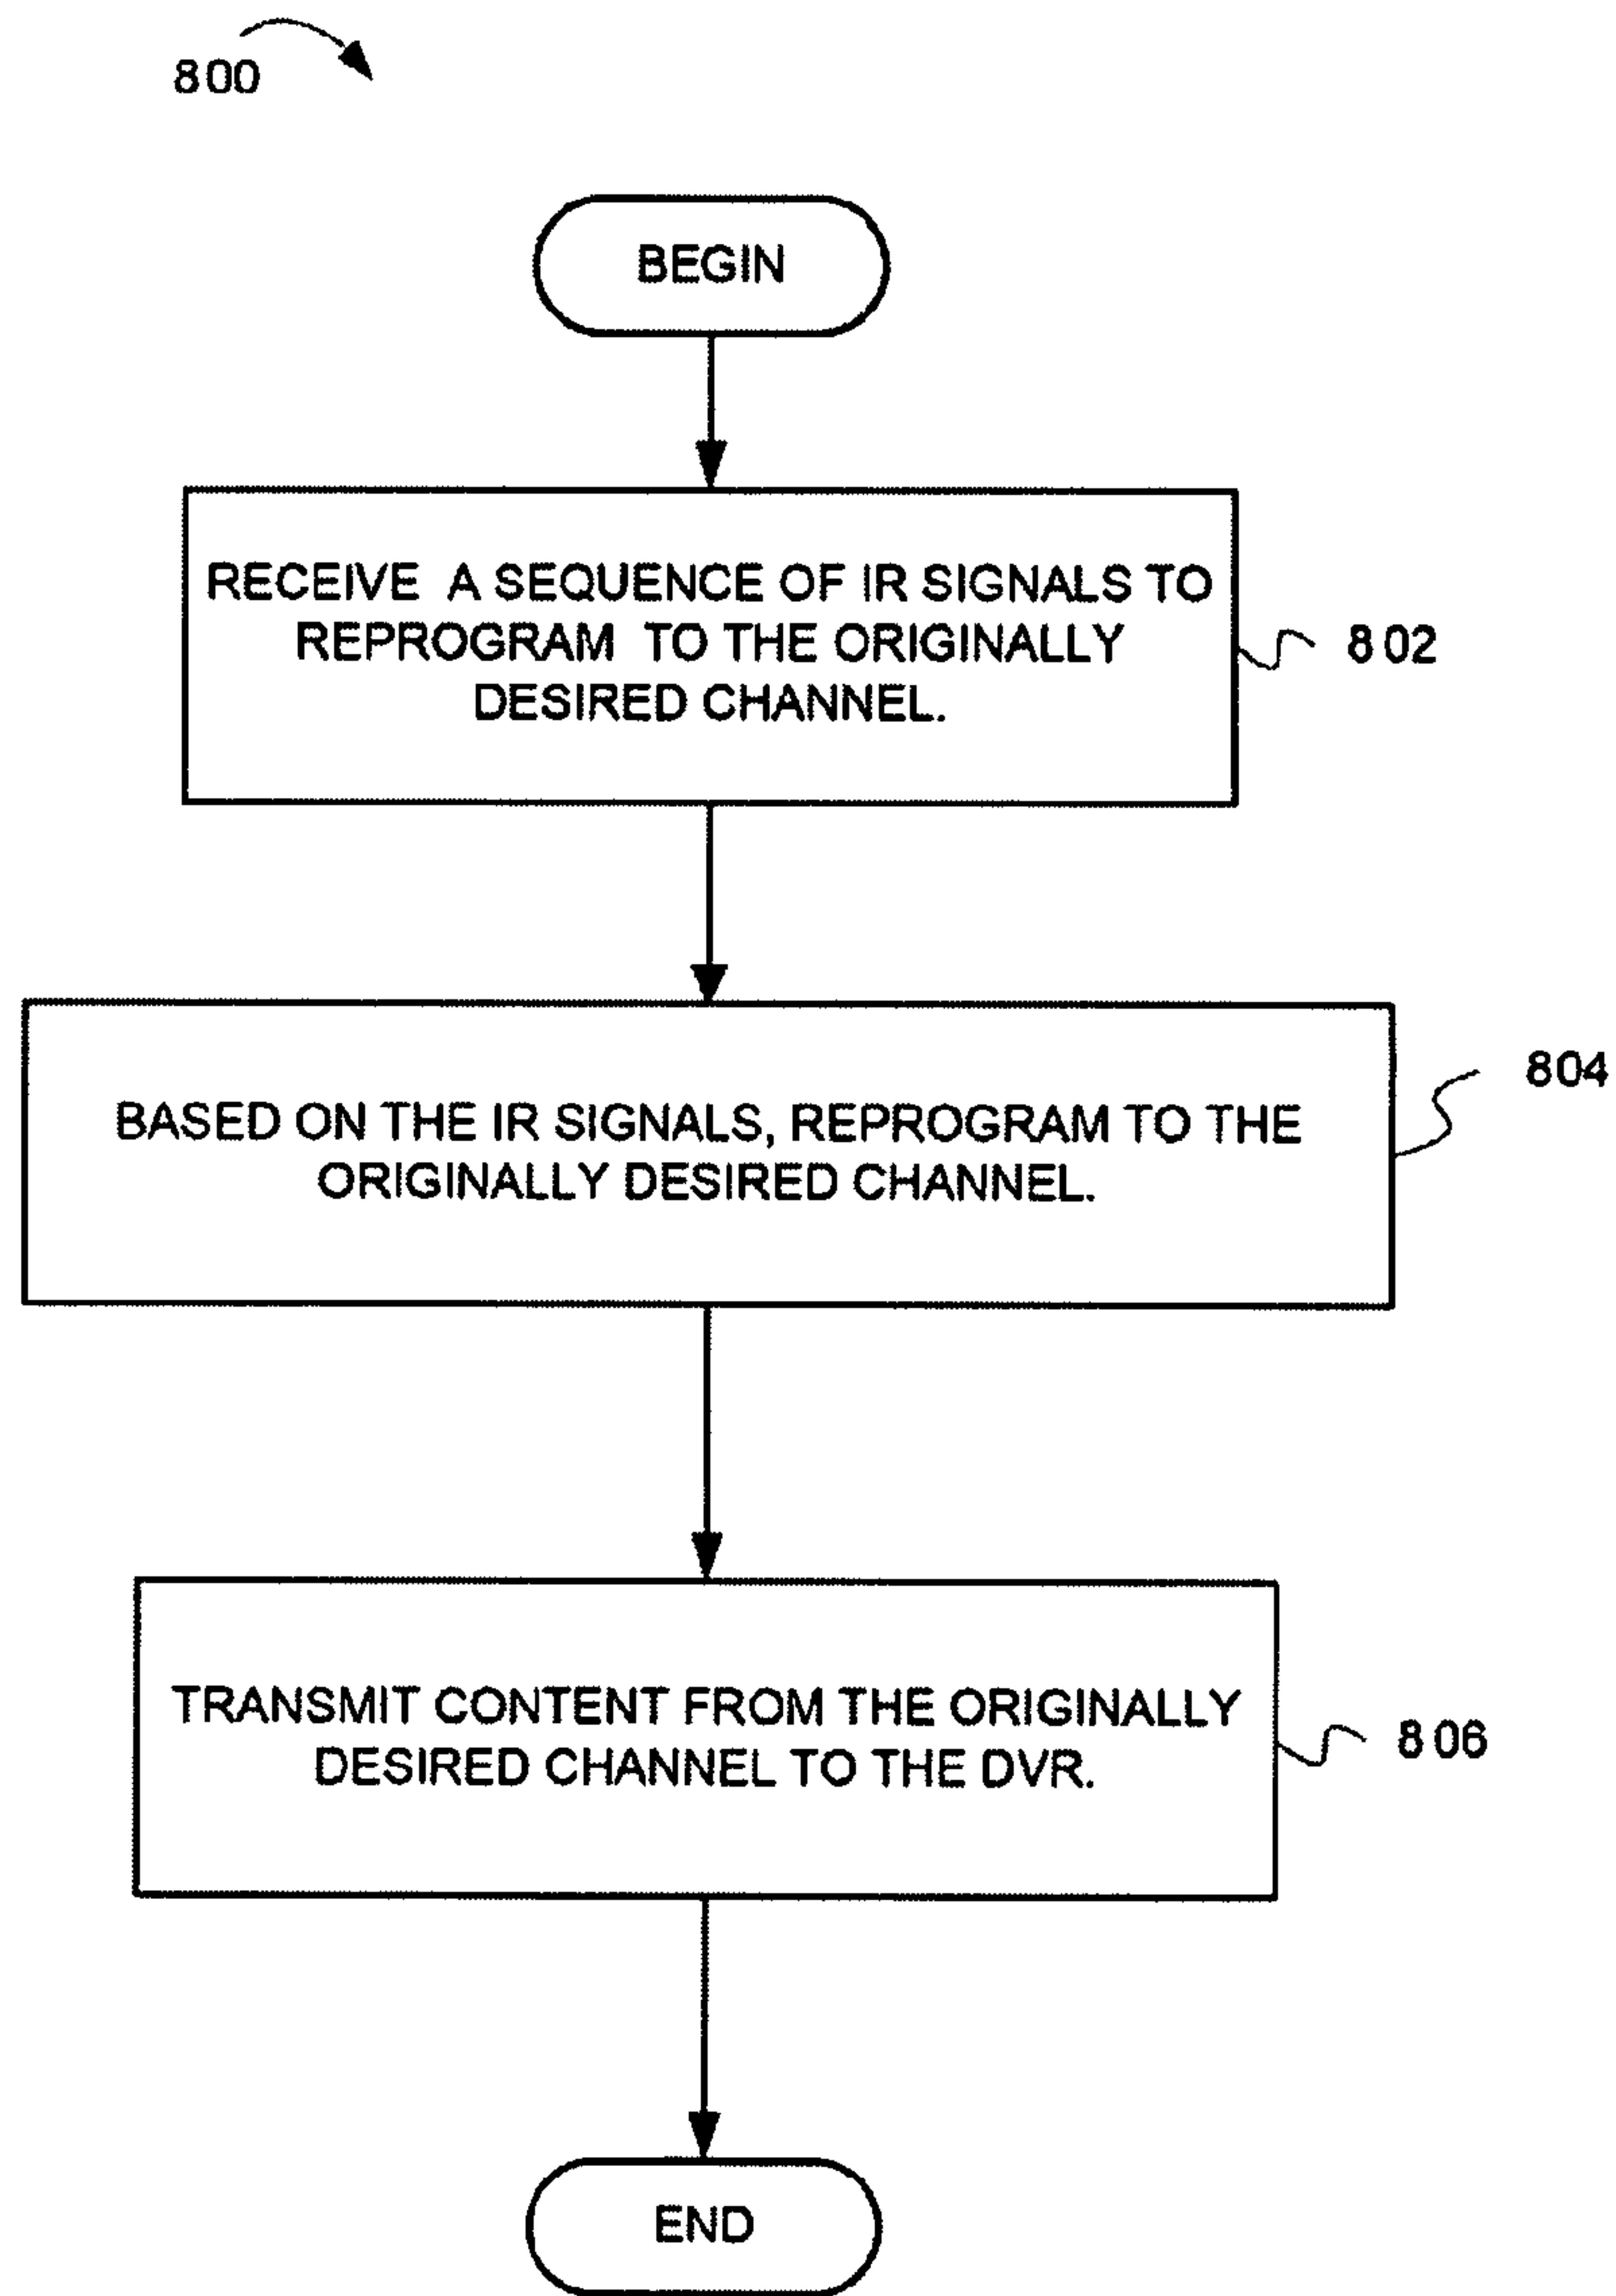 800
BEGIN
RECEIVE A SEQUENCE OF IR SIGNALS TO
REPROGRAM TO THE ORIGINALLY
DESIRED CHANNEL.
802
BASED ON THE IR SIGNALS, REPROGRAM TO THE
ORIGINALLY DESIRED CHANNEL.
804
TRANSMIT CONTENT FROM THE ORIGINALLY
DESIRED CHANNEL TO THE DVR.
806
END